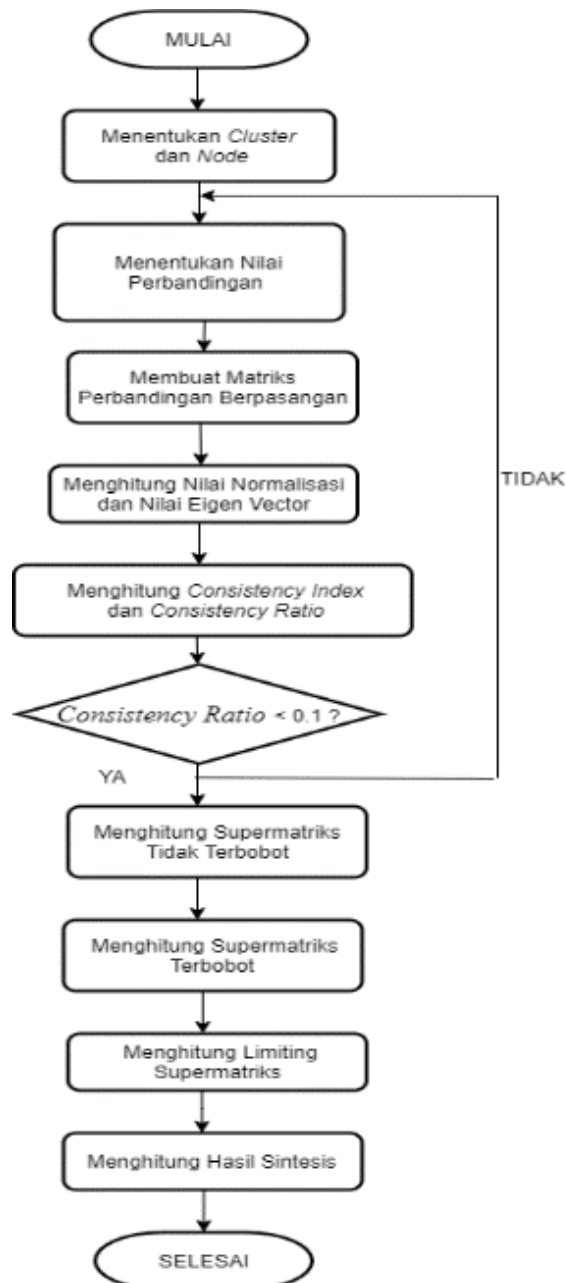 MULAI
Menentukan Cluster
dan Node
Menentukan Nilai
Perbandingan
Membuat Matriks
Perbandingan Berpasangan
Menghitung Nilai Normalisasi
dan Nilai Eigen Vector
TIDAK
Menghitung Consistency Index
dan Consistency Ratio
Consistency Ratio < 0.1 ?
YA
Menghitung Supermatriks
Tidak Terbobot
Menghitung Supermatriks
Terbobot
Menghitung Limiting
Supermatriks
Menghitung Hasil Sintesis
SELESAI